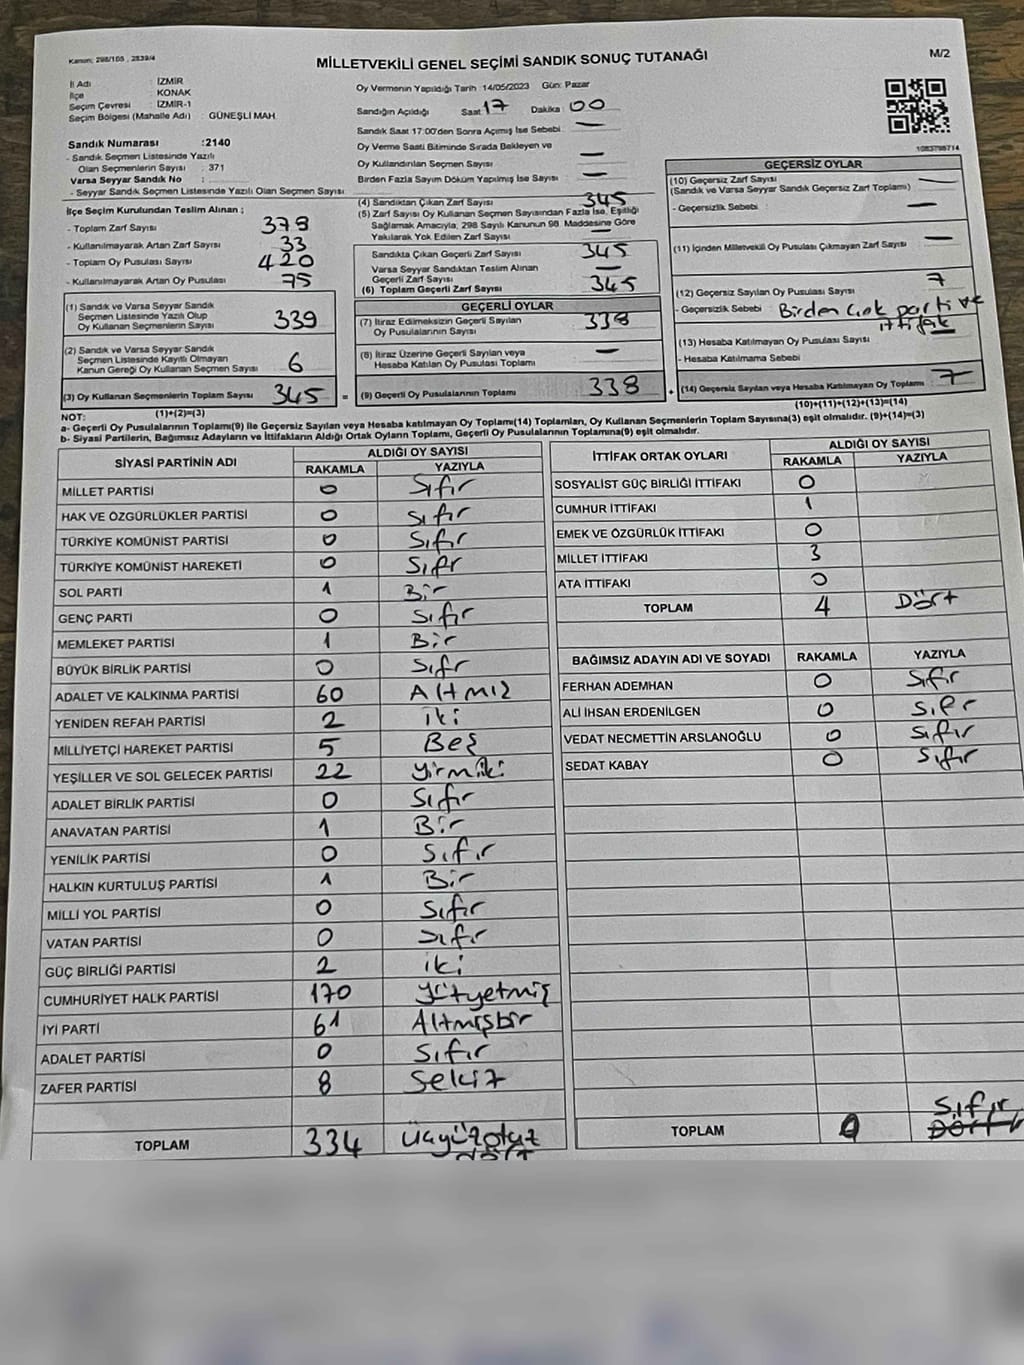 Kanun: 298/105 , 2839/4
MİLLETVEKİLİ GENEL SEÇİMİ SANDIK SONUÇ TUTANAĞI
M/2
İl Adı : İZMİR
İlçe : KONAK
Seçim Çevresi : İZMİR-1
Seçim Bölgesi (Mahalle Adı) : GÜNEŞLİ MAH.
Sandık Numarası :2140
- Sandık Seçmen Listesinde Yazılı
Olan Seçmenlerin Sayısı : 371
Varsa Seyyar Sandık No :
- Seyyar Sandık Seçmen Listesinde Yazılı Olan Seçmen Sayısı:
Oy Vermenin Yapıldığı Tarih :14/05/2023 Gün: Pazar
Sandığın Açıldığı Saat 17 Dakika : 00
Sandık Saat 17:00'den Sonra Açımış İse Sebebi : —
Oy Verme Saati Bitiminde Sırada Bekleyen ve
Oy Kullandırılan Seçmen Sayısı : —
Birden Fazla Sayım Döküm Yapılmış İse Sayısı : —
1083798714
İlçe Seçim Kurulundan Teslim Alınan ;
- Toplam Zarf Sayısı : 378
- Kullanılmayarak Artan Zarf Sayısı : 33
- Toplam Oy Pusulası Sayısı : 420
- Kullanılmayarak Artan Oy Pusulası : 75
(4) Sandıktan Çıkan Zarf Sayısı : 345
(5) Zarf Sayısı Oy Kullanan Seçmen Sayısından Fazla İse, Eşitliği
Sağlamak Amacıyla; 298 Sayılı Kanunun 98. Maddesine Göre
Yakılarak Yok Edilen Zarf Sayısı : —
Sandıkta Çıkan Geçerli Zarf Sayısı : 345
Varsa Seyyar Sandıktan Teslim Alınan
Geçerli Zarf Sayısı : —
(6) Toplam Geçerli Zarf Sayısı : 345
GEÇERSİZ OYLAR
(10) Geçersiz Zarf Sayısı : —
(Sandık ve Varsa Seyyar Sandık Geçersiz Zarf Toplamı)
- Geçersizlik Sebebi : —
(11) İçinden Milletvekili Oy Pusulası Çıkmayan Zarf Sayısı : —
(12) Geçersiz Sayılan Oy Pusulası Sayısı : 7
- Geçersizlik Sebebi : Birden çok parti ve
ittifak
(13) Hesaba Katılmayan Oy Pusulası Sayısı : —
- Hesaba Katılmama Sebebi :
(14) Geçersiz Sayılan veya Hesaba Katılmayan Oy Toplamı : 7
(10)+(11)+(12)+(13)=(14)
(1) Sandık ve Varsa Seyyar Sandık
Seçmen Listesinde Yazılı Olup
Oy Kullanan Seçmenlerin Sayısı : 339
(2) Sandık ve Varsa Seyyar Sandık
Seçmen Listesinde Kayıtlı Olmayan
Kanun Gereği Oy Kullanan Seçmen Sayısı : 6
(3) Oy Kullanan Seçmenlerin Toplam Sayısı : 345
(1)+(2)=(3)
GEÇERLİ OYLAR
(7) İtiraz Edilmeksizin Geçerli Sayılan
Oy Pusulalarının Sayısı : 338
(8) İtiraz Üzerine Geçerli Sayılan veya
Hesaba Katılan Oy Pusulası Toplamı : —
= (9) Geçerli Oy Pusulalarının Toplamı : 338 +
NOT:
a- Geçerli Oy Pusulalarının Toplamı(9) ile Geçersiz Sayılan veya Hesaba katılmayan Oy Toplamı(14) Toplamları, Oy Kullanan Seçmenlerin Toplam Sayısına(3) eşit olmalıdır. (9)+(14)=(3)
b- Siyasi Partilerin, Bağımsız Adayların ve İttifakların Aldığı Ortak Oyların Toplamı, Geçerli Oy Pusulalarının Toplamına(9) eşit olmalıdır.
SİYASİ PARTİNİN ADI ALDIĞI OY SAYISI
RAKAMLA YAZIYLA
MİLLET PARTİSİ 0 Sıfır
HAK VE ÖZGÜRLÜKLER PARTİSİ 0 Sıfır
TÜRKİYE KOMÜNİST PARTİSİ 0 Sıfır
TÜRKİYE KOMÜNİST HAREKETİ 0 Sıfır
SOL PARTİ 1 Bir
GENÇ PARTİ 0 Sıfır
MEMLEKET PARTİSİ 1 Bir
BÜYÜK BİRLİK PARTİSİ 0 Sıfır
ADALET VE KALKINMA PARTİSİ 60 Altmız
YENİDEN REFAH PARTİSİ 2 iki
MİLLİYETÇİ HAREKET PARTİSİ 5 Beş
YEŞİLLER VE SOL GELECEK PARTİSİ 22 yirmiki
ADALET BİRLİK PARTİSİ 0 Sıfır
ANAVATAN PARTİSİ 1 Bir
YENİLİK PARTİSİ 0 Sıfır
HALKIN KURTULUŞ PARTİSİ 1 Bir
MİLLİ YOL PARTİSİ 0 Sıfır
VATAN PARTİSİ 0 Sıfır
GÜÇ BİRLİĞİ PARTİSİ 2 iki
CUMHURİYET HALK PARTİSİ 170 yüzyetmiş
İYİ PARTİ 61 Altmışbir
ADALET PARTİSİ 0 Sıfır
ZAFER PARTİSİ 8 Sekiz
TOPLAM 334 üçyüzotuz
dört
İTTİFAK ORTAK OYLARI ALDIĞI OY SAYISI
RAKAMLA YAZIYLA
SOSYALİST GÜÇ BİRLİĞİ İTTİFAKI 0
CUMHUR İTTİFAKI 1
EMEK VE ÖZGÜRLÜK İTTİFAKI 0
MİLLET İTTİFAKI 3
ATA İTTİFAKI 0
TOPLAM 4 Dört
BAĞIMSIZ ADAYIN ADI VE SOYADI RAKAMLA YAZIYLA
FERHAN ADEMHAN 0 Sıfır
ALİ İHSAN ERDENİLGEN 0 Sıfır
VEDAT NECMETTİN ARSLANOĞLU 0 Sıfır
SEDAT KABAY 0 Sıfır
Sıfır
TOPLAM 0 Dört